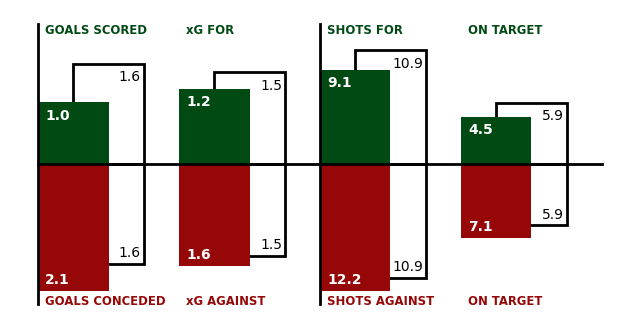 GOALS SCORED xG FOR SHOTS FOR ON TARGET
1.6 1.5 10.9 5.9
1.0 1.2 9.1 4.5
1.6 1.5 10.9 5.9
2.1 1.6 12.2 7.1
GOALS CONCEDED xG AGAINST SHOTS AGAINST ON TARGET